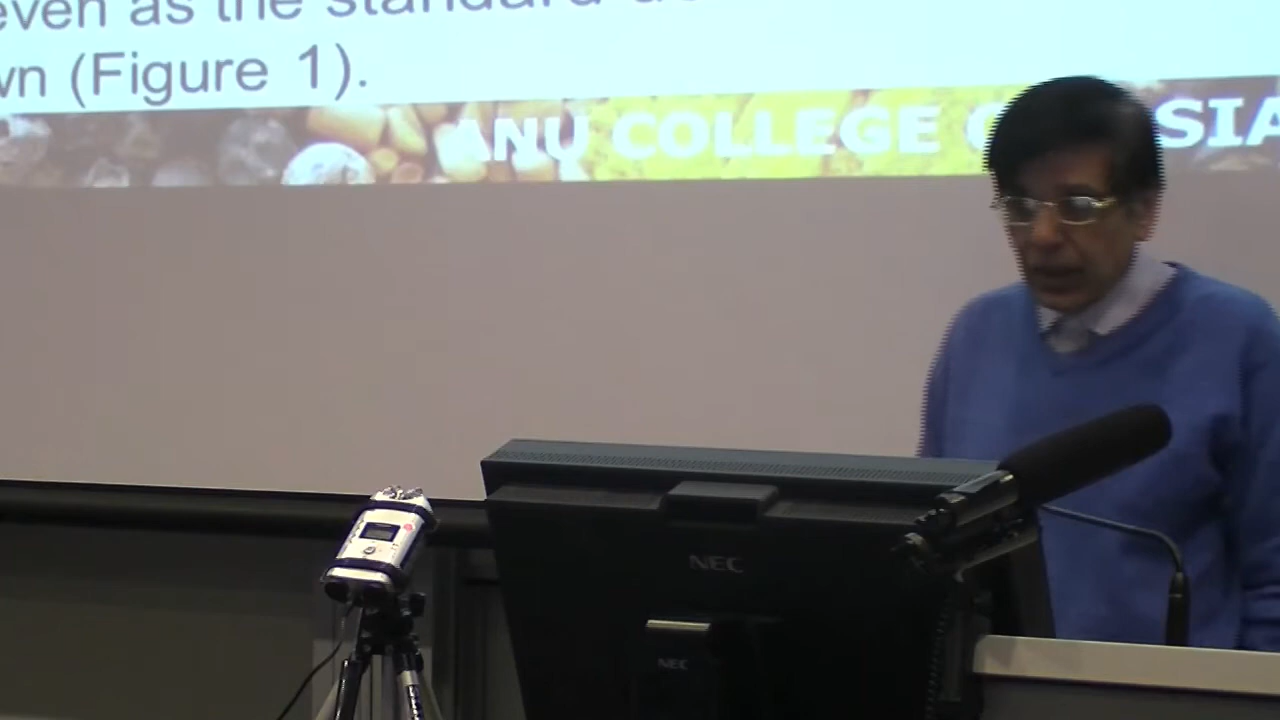 even as the standard
wn (Figure 1).
ANU COLLEGE SIA
NEC
NEC